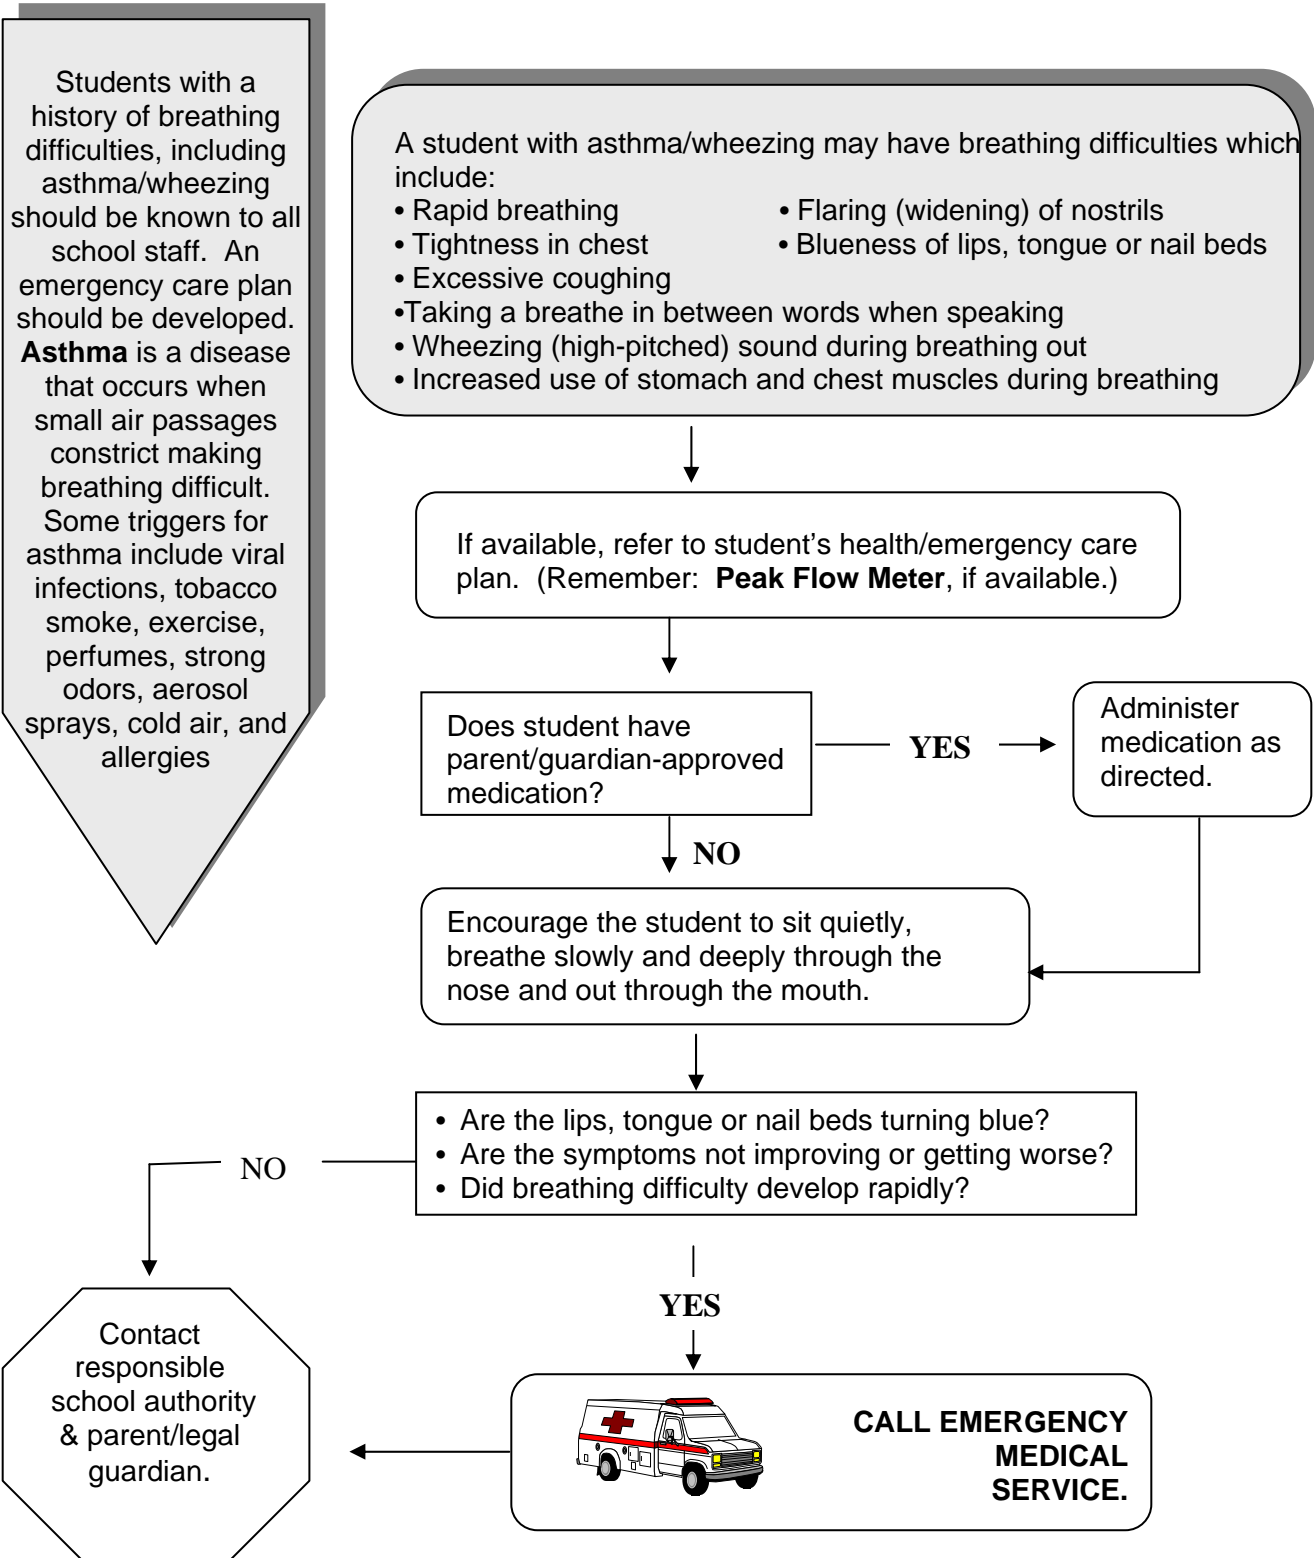 Students with a
history of breathing
difficulties, including
asthma/wheezing
should be known to all
school staff. An
emergency care plan
should be developed.
Asthma is a disease
that occurs when
small air passages
constrict making
breathing difficult.
Some triggers for
asthma include viral
infections, tobacco
smoke, exercise,
perfumes, strong
odors, aerosol
sprays, cold air, and
allergies
A student with asthma/wheezing may have breathing difficulties which
include:
• Rapid breathing • Flaring (widening) of nostrils
• Tightness in chest • Blueness of lips, tongue or nail beds
• Excessive coughing
•Taking a breathe in between words when speaking
• Wheezing (high-pitched) sound during breathing out
• Increased use of stomach and chest muscles during breathing
If available, refer to student’s health/emergency care
plan. (Remember: Peak Flow Meter, if available.)
Does student have
parent/guardian-approved
medication?
YES
Administer
medication as
directed.
NO
Encourage the student to sit quietly,
breathe slowly and deeply through the
nose and out through the mouth.
• Are the lips, tongue or nail beds turning blue?
• Are the symptoms not improving or getting worse?
• Did breathing difficulty develop rapidly?
NO
YES
Contact
responsible
school authority
& parent/legal
guardian.
CALL EMERGENCY
MEDICAL
SERVICE.